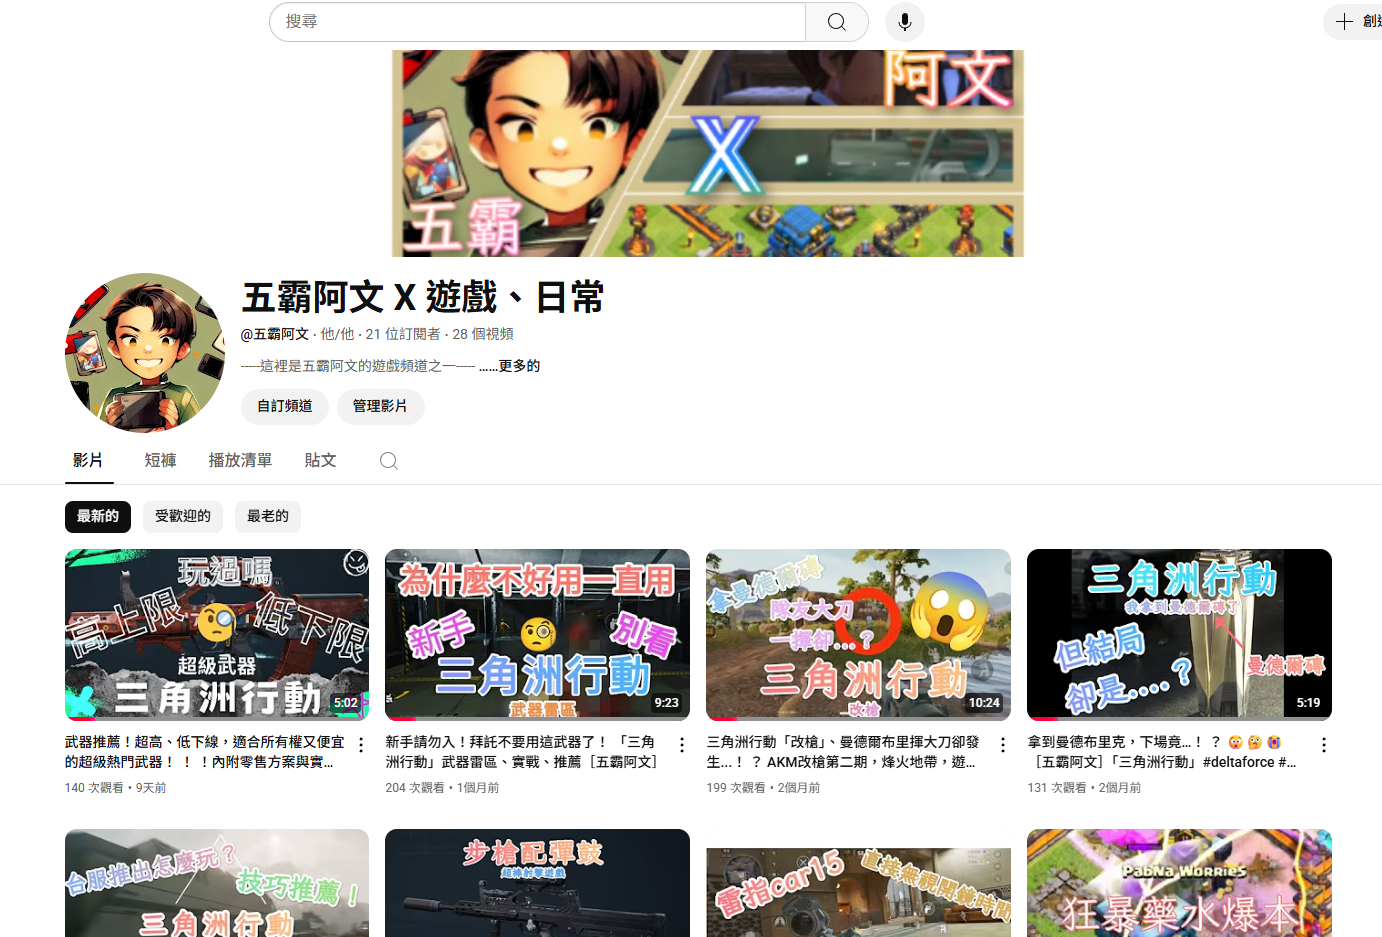 搜尋
創
阿文
X
五霸
五霸阿文 X 遊戲、日常
@五霸阿文 · 他/他 · 21 位訂閱者 · 28 個視頻
-----這裡是五霸阿文的遊戲頻道之一----- ……更多的
自訂頻道 管理影片
影片 短褲 播放清單 貼文
最新的 受歡迎的 最老的
玩過嗎
高上限 低下限
超級武器
三角洲行動
5:02
為什麼不好用一直用
新手 別看
三角洲行動
武器雷區
9:23
拿曼德爾磚
隊友大刀
一揮卻...？
三角洲行動
改槍
10:24
三角洲行動
我拿到曼德爾磚了
但結局
卻是....？
曼德爾磚
5:19
武器推薦！超高、低下線，適合所有權又便宜
的超級熱門武器！ ！ ！內附零售方案與實...
140 次觀看 • 9天前
新手請勿入！拜託不要用這武器了！ 「三角
洲行動」武器雷區、實戰、推薦［五霸阿文］
204 次觀看 • 1個月前
三角洲行動「改槍」、曼德爾布里揮大刀卻發
生...！ ？ AKM改槍第二期，烽火地帶，遊...
199 次觀看 • 2個月前
拿到曼德布里克，下場竟...！ ？ 😳🤔😭
［五霸阿文］「三角洲行動」#deltaforce #...
131 次觀看 • 2個月前
台服推出怎麼玩？
技巧推薦！
三角洲行動
步槍配彈鼓
超棒射擊遊戲
雷指car15
直接無視開鏡時間
PabNa Worries
狂暴藥水爆本